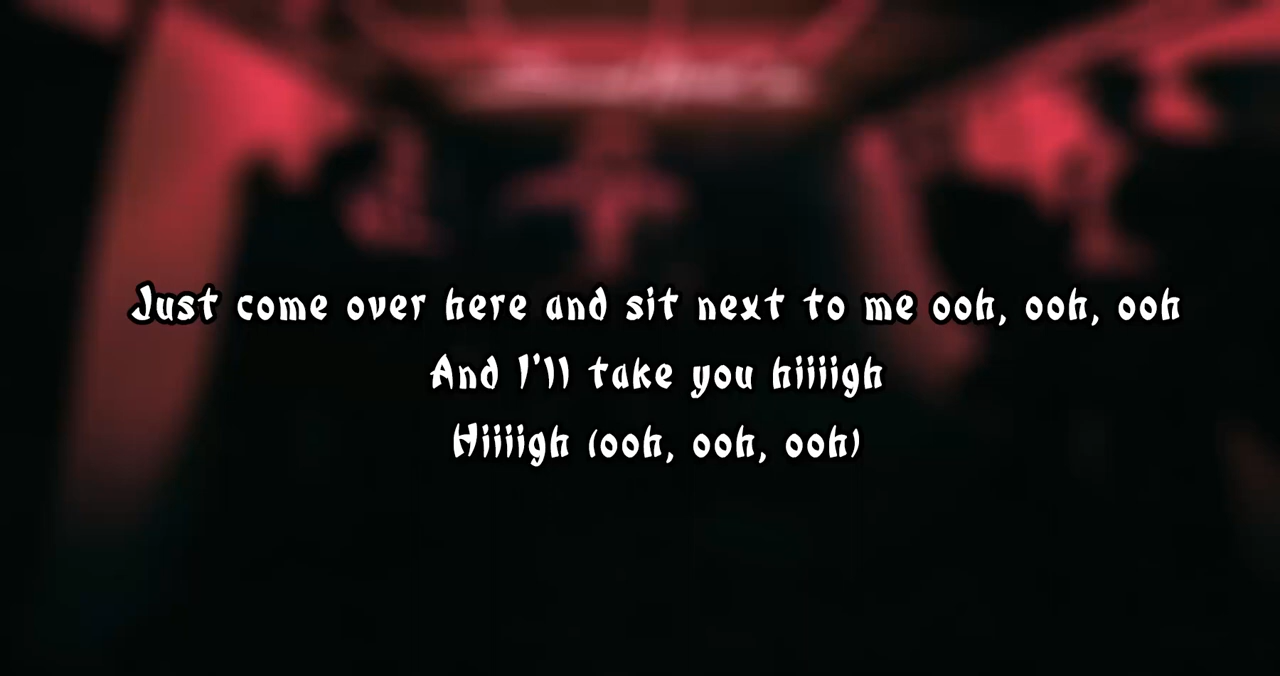 Just come over here and sit next to me ooh, ooh, ooh
And I'll take you hiiiigh
Hiiiigh (ooh, ooh, ooh)